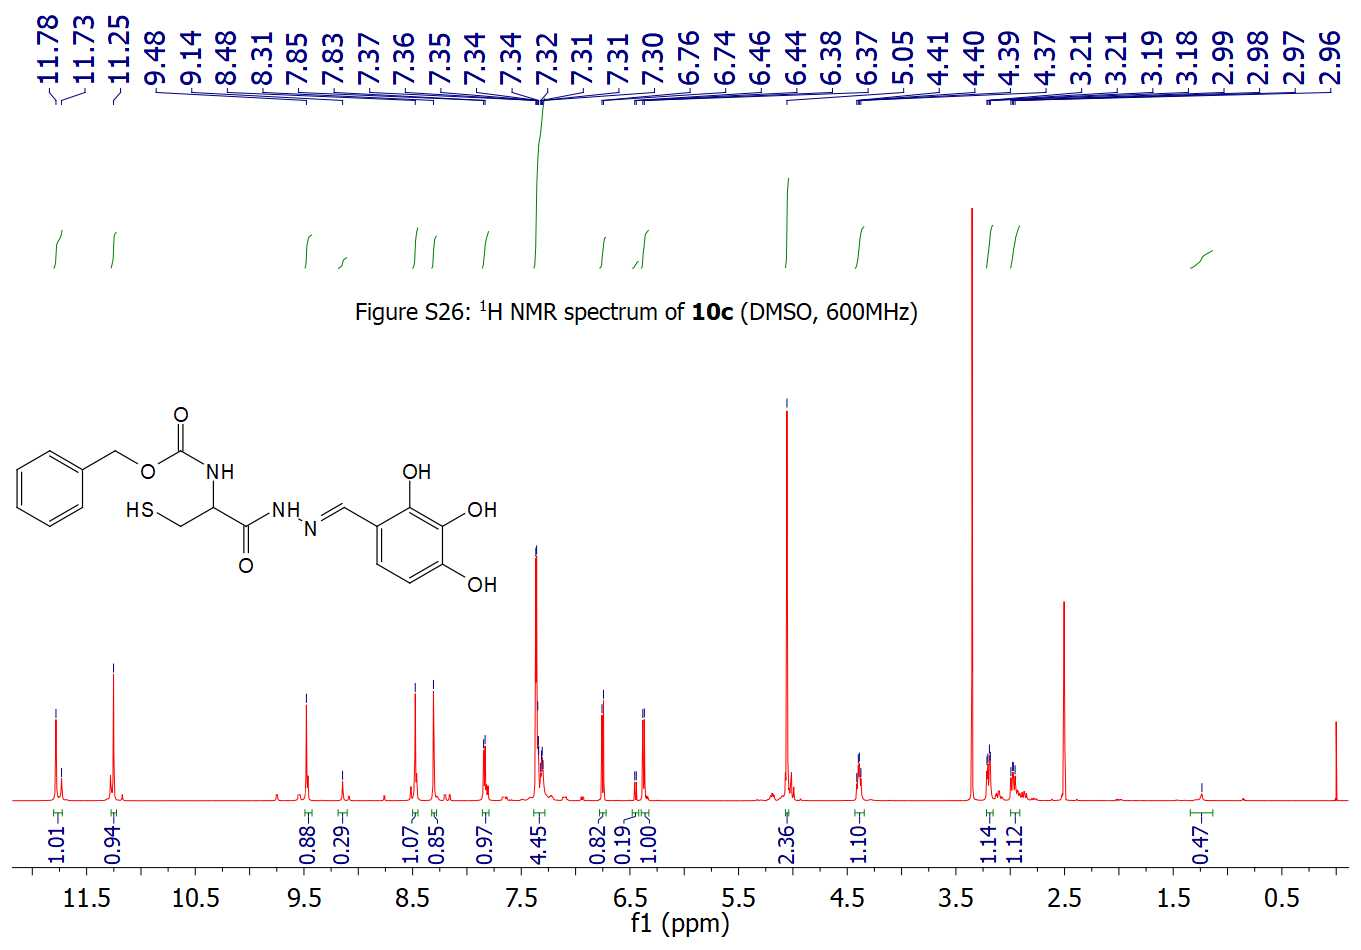 11.78 11.73 11.25 9.48 9.14 8.48 8.31 7.85 7.83 7.37 7.36 7.35 7.34 7.34 7.32 7.31 7.31 7.30 6.76 6.74 6.46 6.44 6.38 6.37 5.05 4.41 4.40 4.39 4.37 3.21 3.21 3.19 3.18 2.99 2.98 2.97 2.96
Figure S26: ¹H NMR spectrum of 10c (DMSO, 600MHz)
O
O
NH
OH
HS
NH
OH
N
O
OH
1.01 0.94 0.88 0.29 1.07 0.85 0.97 4.45 0.82 0.19 1.00 2.36 1.10 1.14 1.12 0.47
11.5 10.5 9.5 8.5 7.5 6.5 5.5 4.5 3.5 2.5 1.5 0.5
f1 (ppm)